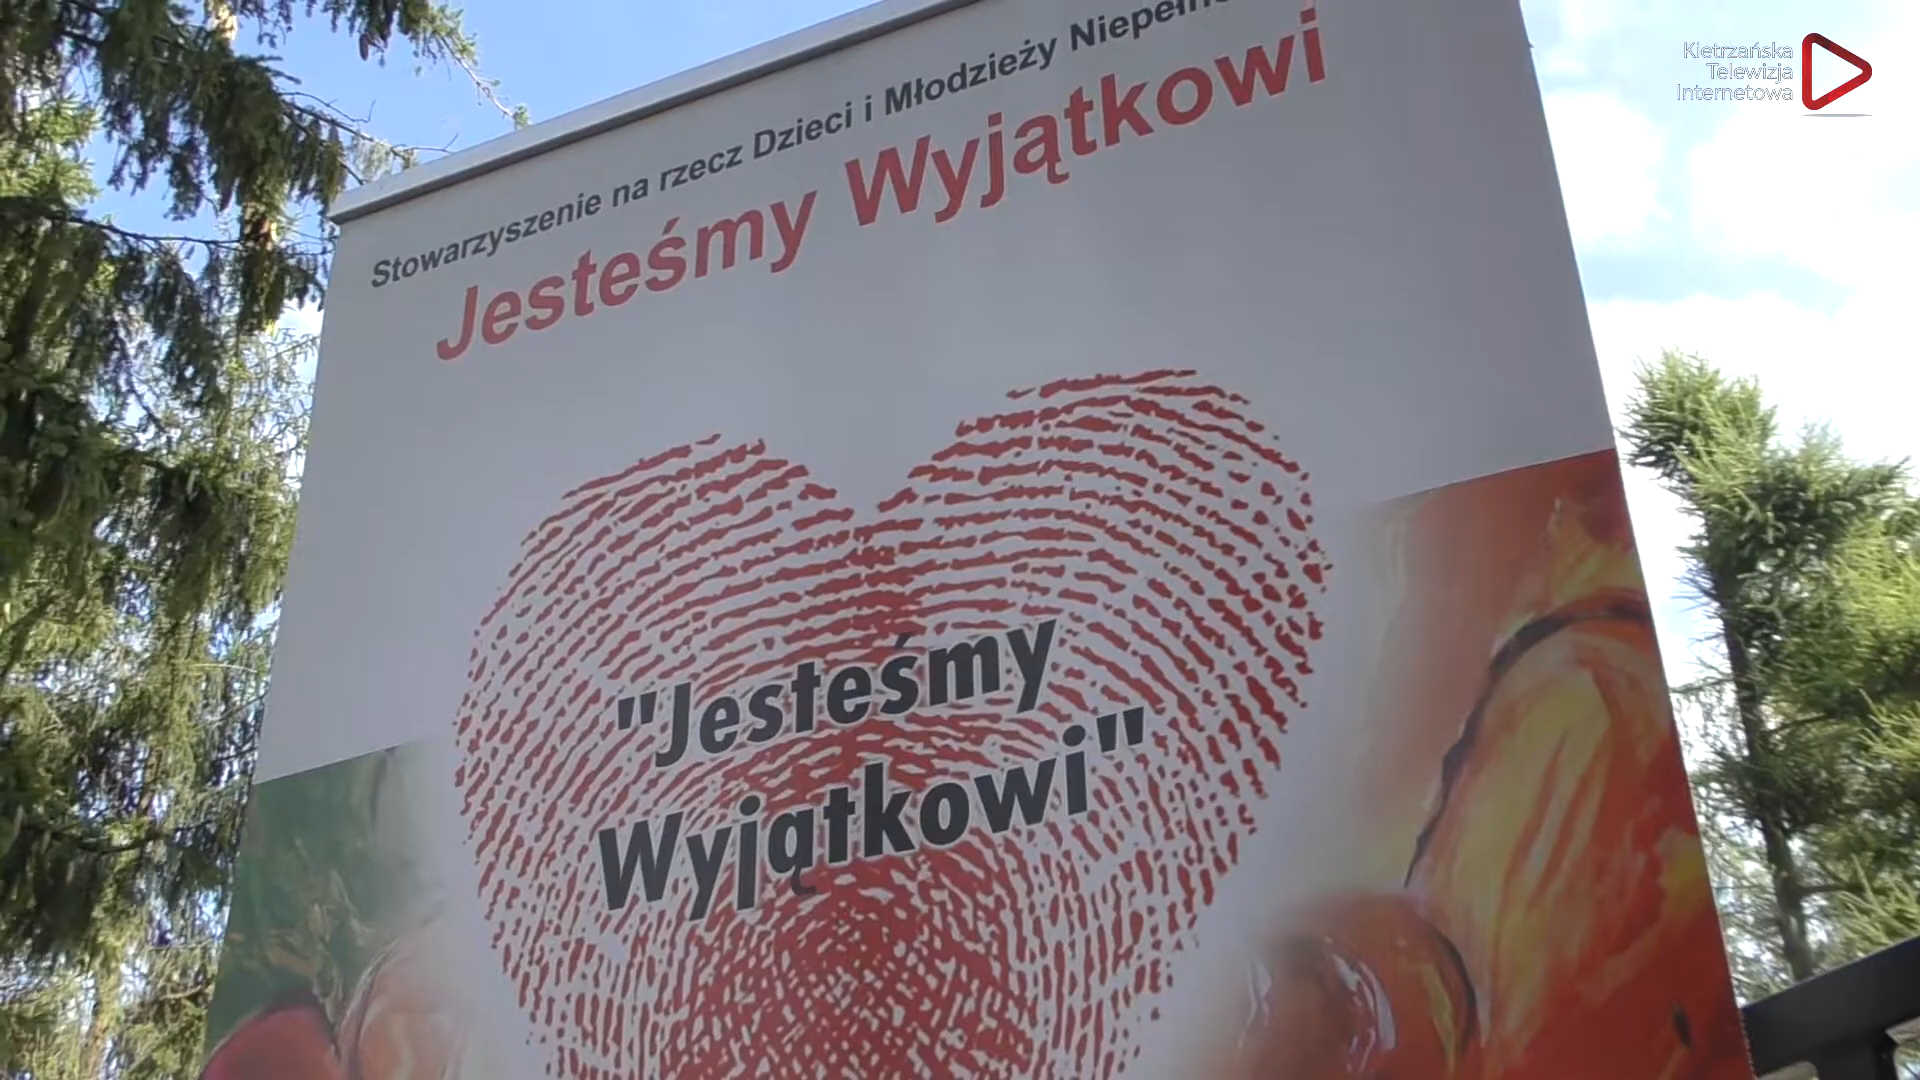 Stowarzyszenie na rzecz Dzieci i Młodzieży
Jesteśmy Wyjątkowi
"Jesteśmy
Wyjątkowi"
Kietrzańska
Telewizja
Internetowa